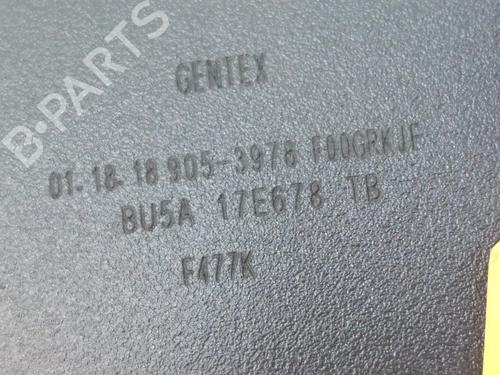 B-PARTS
GENTEX
01.18.18 905-3978 F00GRKJF
BU5A 17E678 TB
F477K